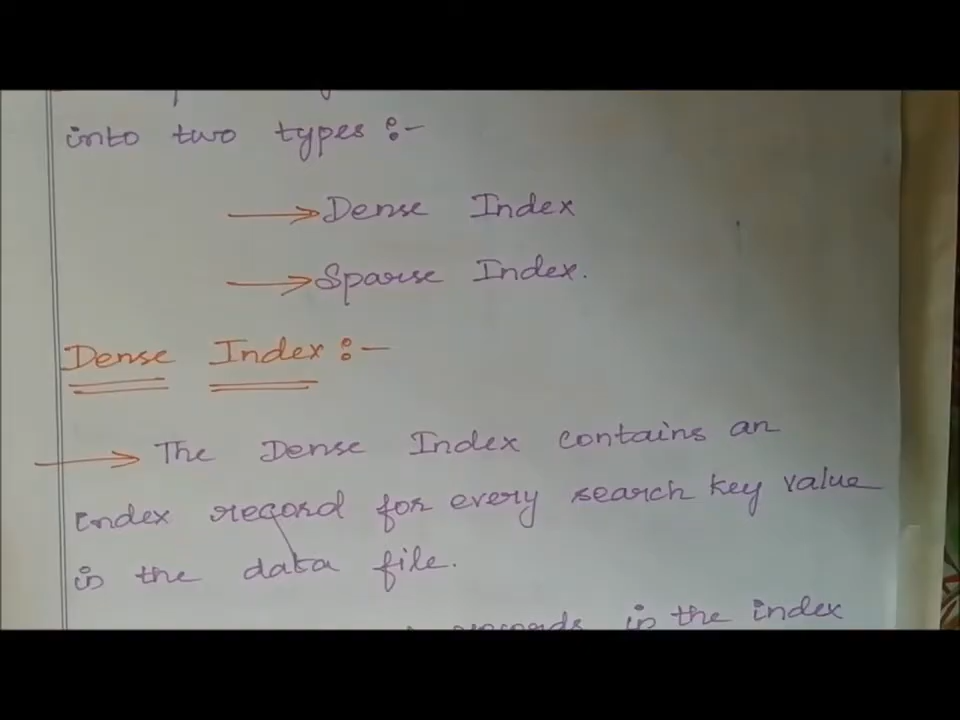 into two types :-
Dense Index
Sparse Index.
Dense Index :-
The Dense Index contains an
index record for every search key value
in the data file.
records in the index